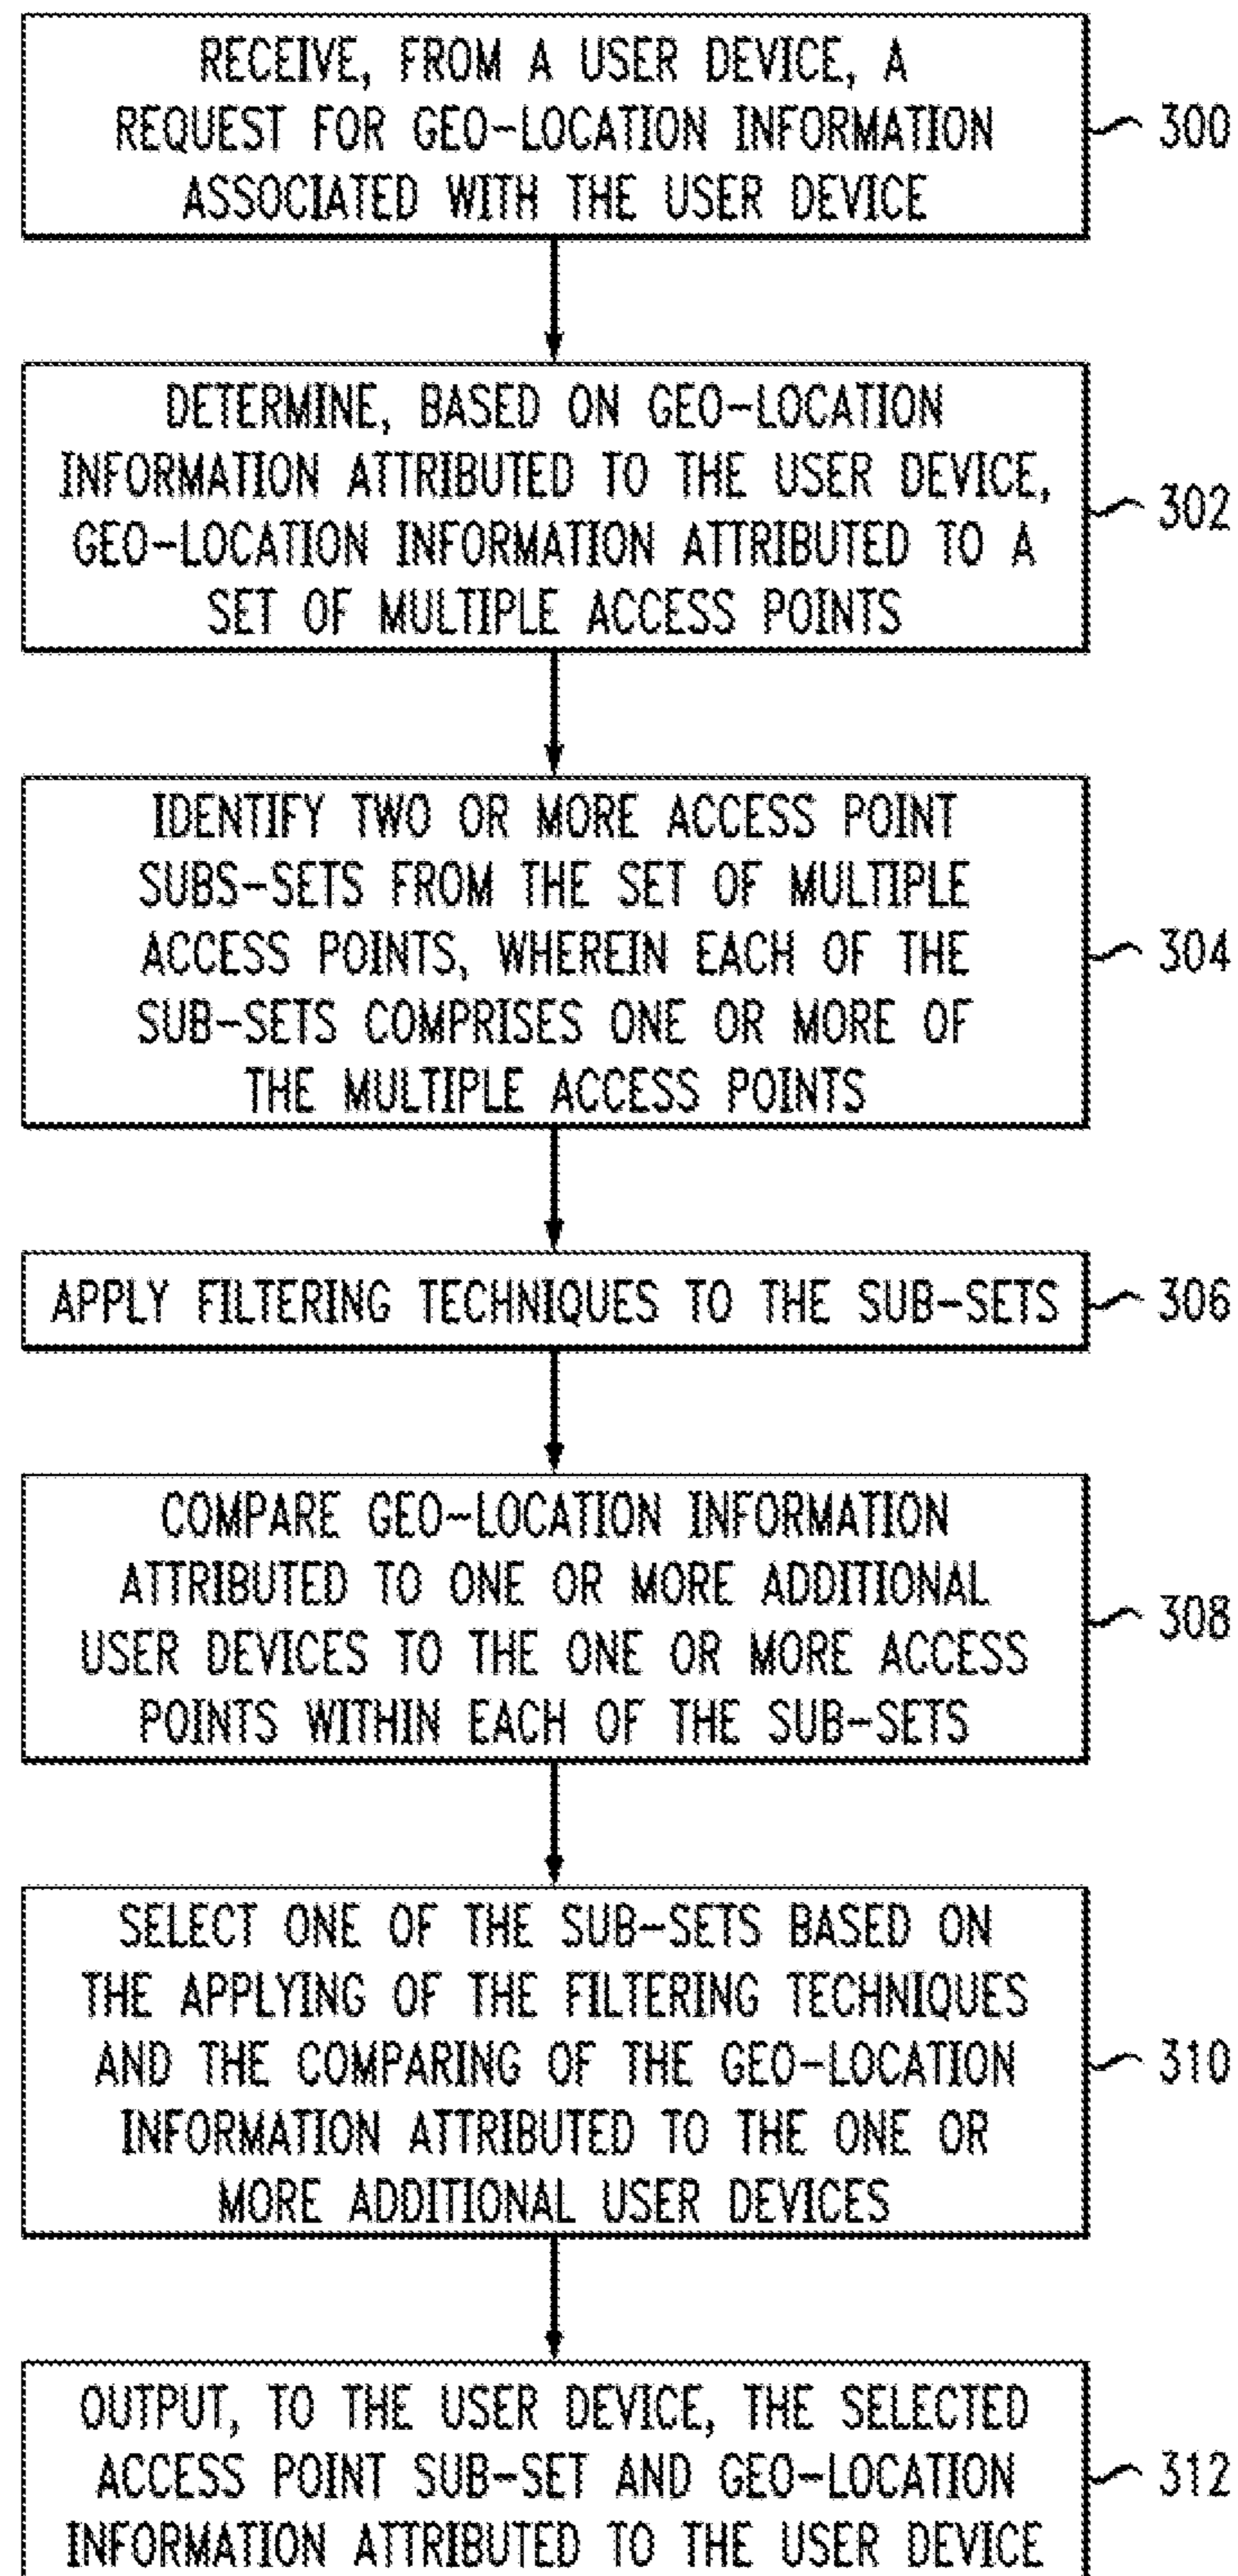 RECEIVE, FROM A USER DEVICE, A
REQUEST FOR GEO-LOCATION INFORMATION
ASSOCIATED WITH THE USER DEVICE
300
DETERMINE, BASED ON GEO-LOCATION
INFORMATION ATTRIBUTED TO THE USER DEVICE,
GEO-LOCATION INFORMATION ATTRIBUTED TO A
SET OF MULTIPLE ACCESS POINTS
302
IDENTIFY TWO OR MORE ACCESS POINT
SUBS-SETS FROM THE SET OF MULTIPLE
ACCESS POINTS, WHEREIN EACH OF THE
SUB-SETS COMPRISES ONE OR MORE OF
THE MULTIPLE ACCESS POINTS
304
APPLY FILTERING TECHNIQUES TO THE SUB-SETS
306
COMPARE GEO-LOCATION INFORMATION
ATTRIBUTED TO ONE OR MORE ADDITIONAL
USER DEVICES TO THE ONE OR MORE ACCESS
POINTS WITHIN EACH OF THE SUB-SETS
308
SELECT ONE OF THE SUB-SETS BASED ON
THE APPLYING OF THE FILTERING TECHNIQUES
AND THE COMPARING OF THE GEO-LOCATION
INFORMATION ATTRIBUTED TO THE ONE OR
MORE ADDITIONAL USER DEVICES
310
OUTPUT, TO THE USER DEVICE, THE SELECTED
ACCESS POINT SUB-SET AND GEO-LOCATION
INFORMATION ATTRIBUTED TO THE USER DEVICE
312